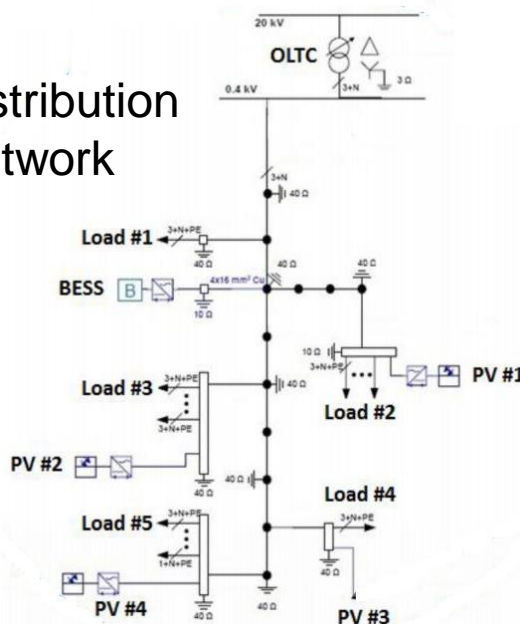 20 kV
OLTC
3 Ω
3+N
0.4 kV
stribution
twork
3+N
40 Ω
Load #1
3+N+PE
40 Ω
40 Ω
40 Ω
BESS
B
4x16 mm² Cu
10 Ω
10 Ω
3+N+PE
PV #1
Load #2
Load #3
3+N+PE
40 Ω
3+N+PE
PV #2
40 Ω
40 Ω
Load #4
3+N+PE
Load #5
3+N+PE
40 Ω
1+N+PE
PV #4
40 Ω
40 Ω
PV #3